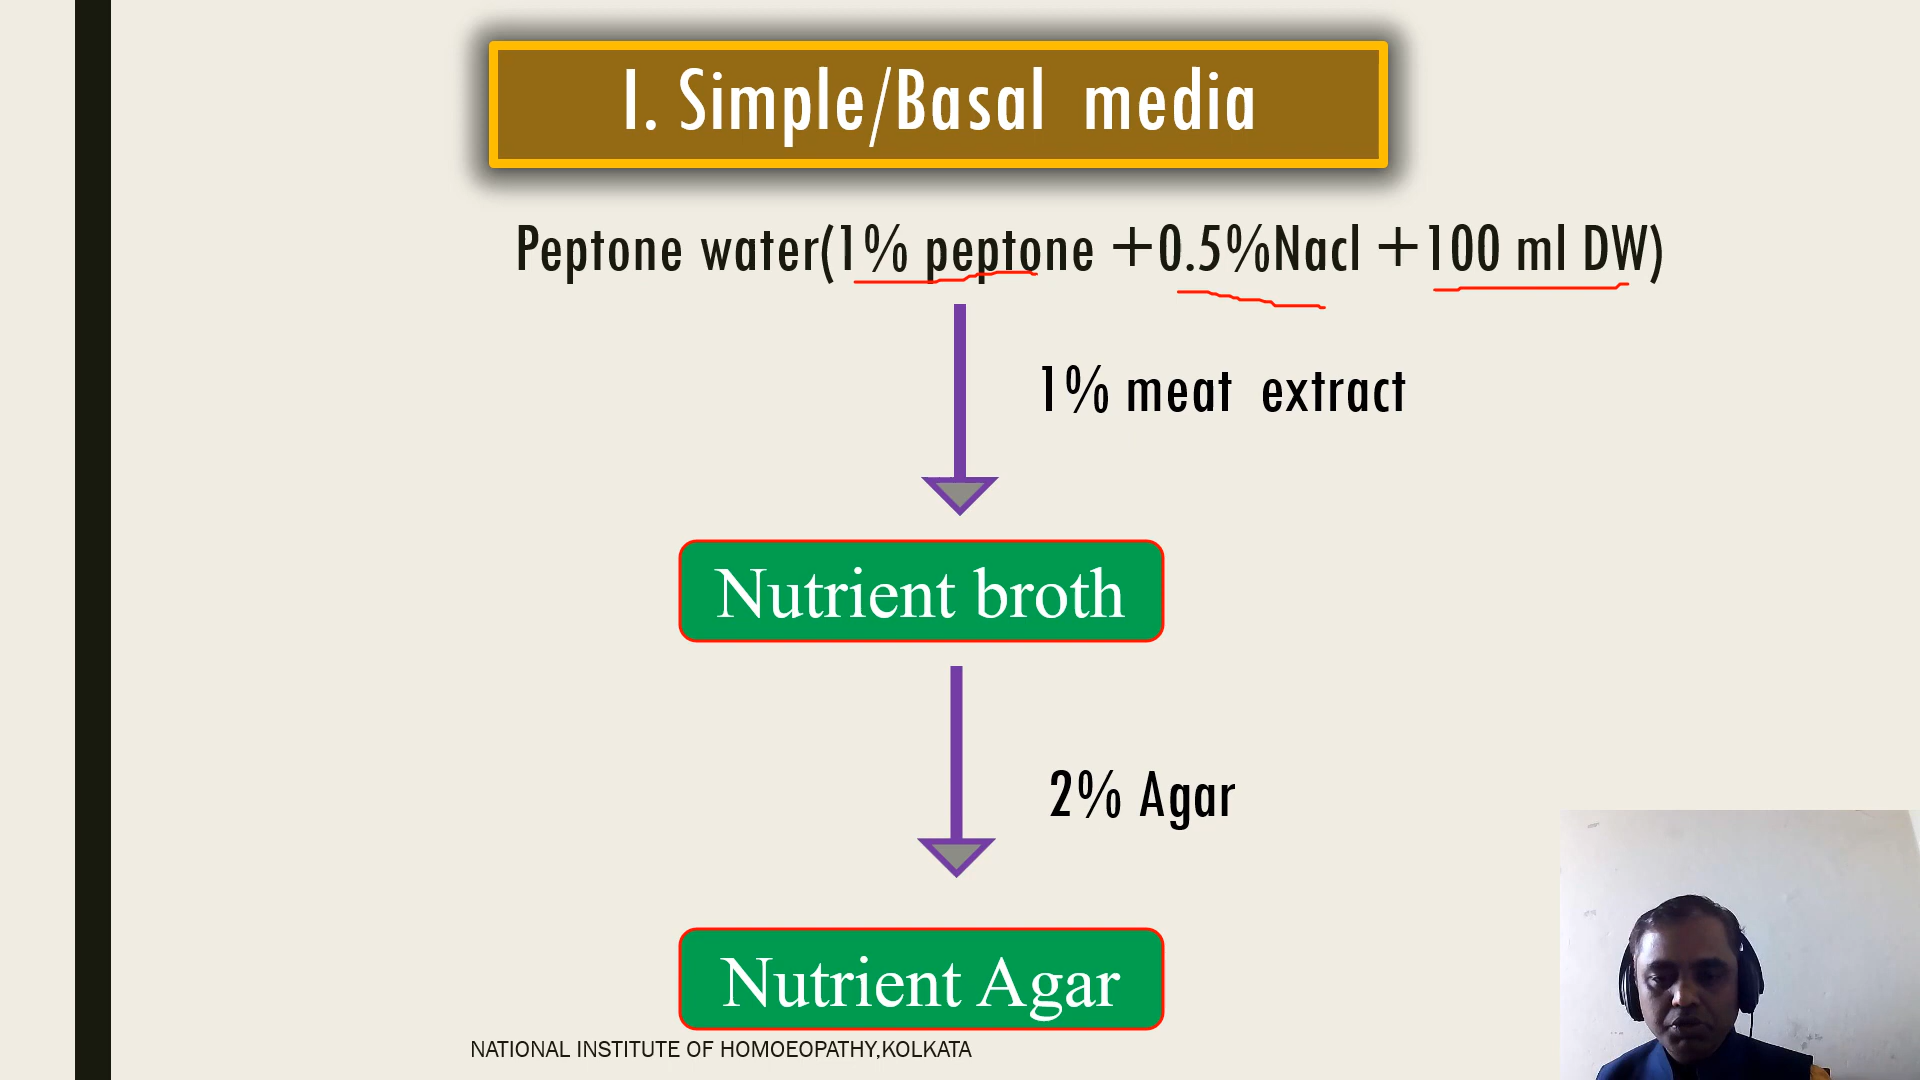 I. Simple/Basal media
Peptone water(1% peptone +0.5%Nacl +100 ml DW)
1% meat extract
Nutrient broth
2% Agar
Nutrient Agar
NATIONAL INSTITUTE OF HOMOEOPATHY,KOLKATA